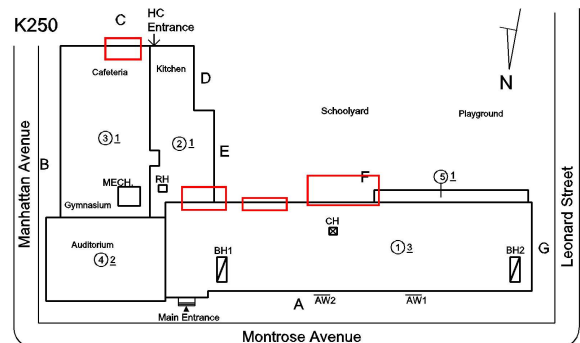 K250
C
HC
Entrance
Cafeteria
Kitchen
D
N
Schoolyard
Playground
Manhattan Avenue
Leonard Street
B
3 1
2 1
E
MECH.
RH
F
5 1
Gymnasium
Auditorium
4 2
CH
1 3
BH1
BH2
G
A
AW2
AW1
Main Entrance
Montrose Avenue